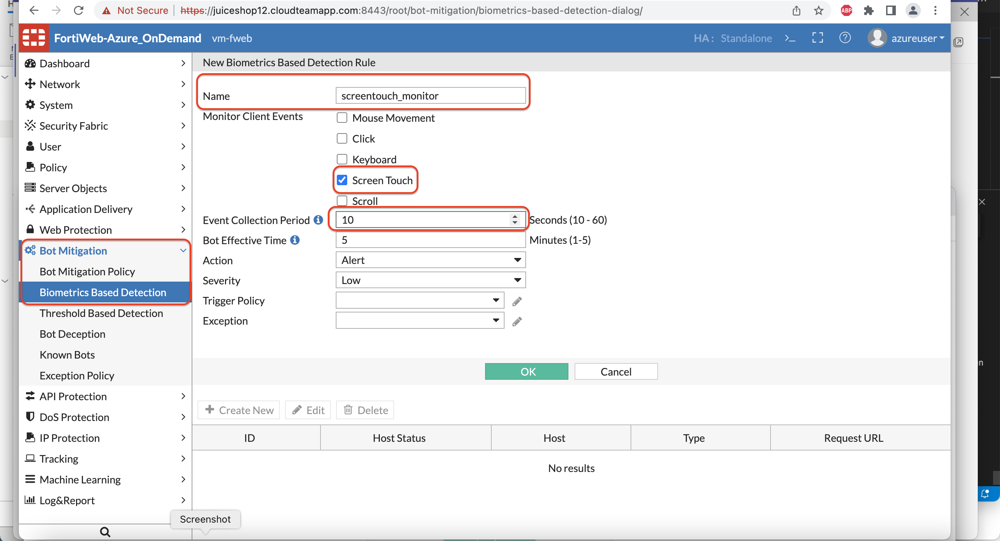 Not Secure https://juiceshop12.cloudteamapp.com:8443/root/bot-mitigation/biometrics-based-detection-dialog/
ABP
FortiWeb-Azure_OnDemand vm-fweb HA: Standalone azureuser
Dashboard
Network
System
Security Fabric
User
Policy
Server Objects
Application Delivery
Web Protection
Bot Mitigation
Bot Mitigation Policy
Biometrics Based Detection
Threshold Based Detection
Bot Deception
Known Bots
Exception Policy
API Protection
DoS Protection
IP Protection
Tracking
Machine Learning
Log&Report
New Biometrics Based Detection Rule
Name screentouch_monitor
Monitor Client Events Mouse Movement
Click
Keyboard
Screen Touch
Scroll
Event Collection Period 10 Seconds (10 - 60)
Bot Effective Time 5 Minutes (1-5)
Action Alert
Severity Low
Trigger Policy
Exception
OK Cancel
Create New Edit Delete
ID Host Status Host Type Request URL
No results
Screenshot